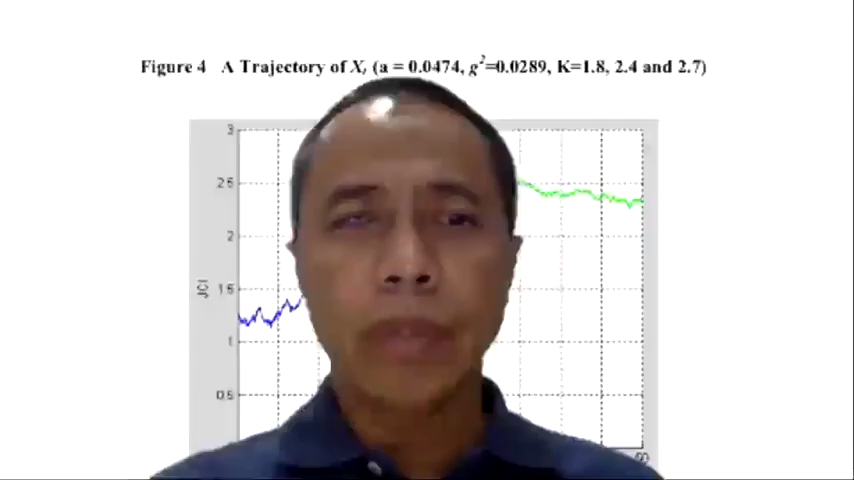 Figure 4 A Trajectory of Xt (a = 0.0474, g²=0.0289, K=1.8, 2.4 and 2.7)
3
2.5
2
JCI 1.5
1
0.5